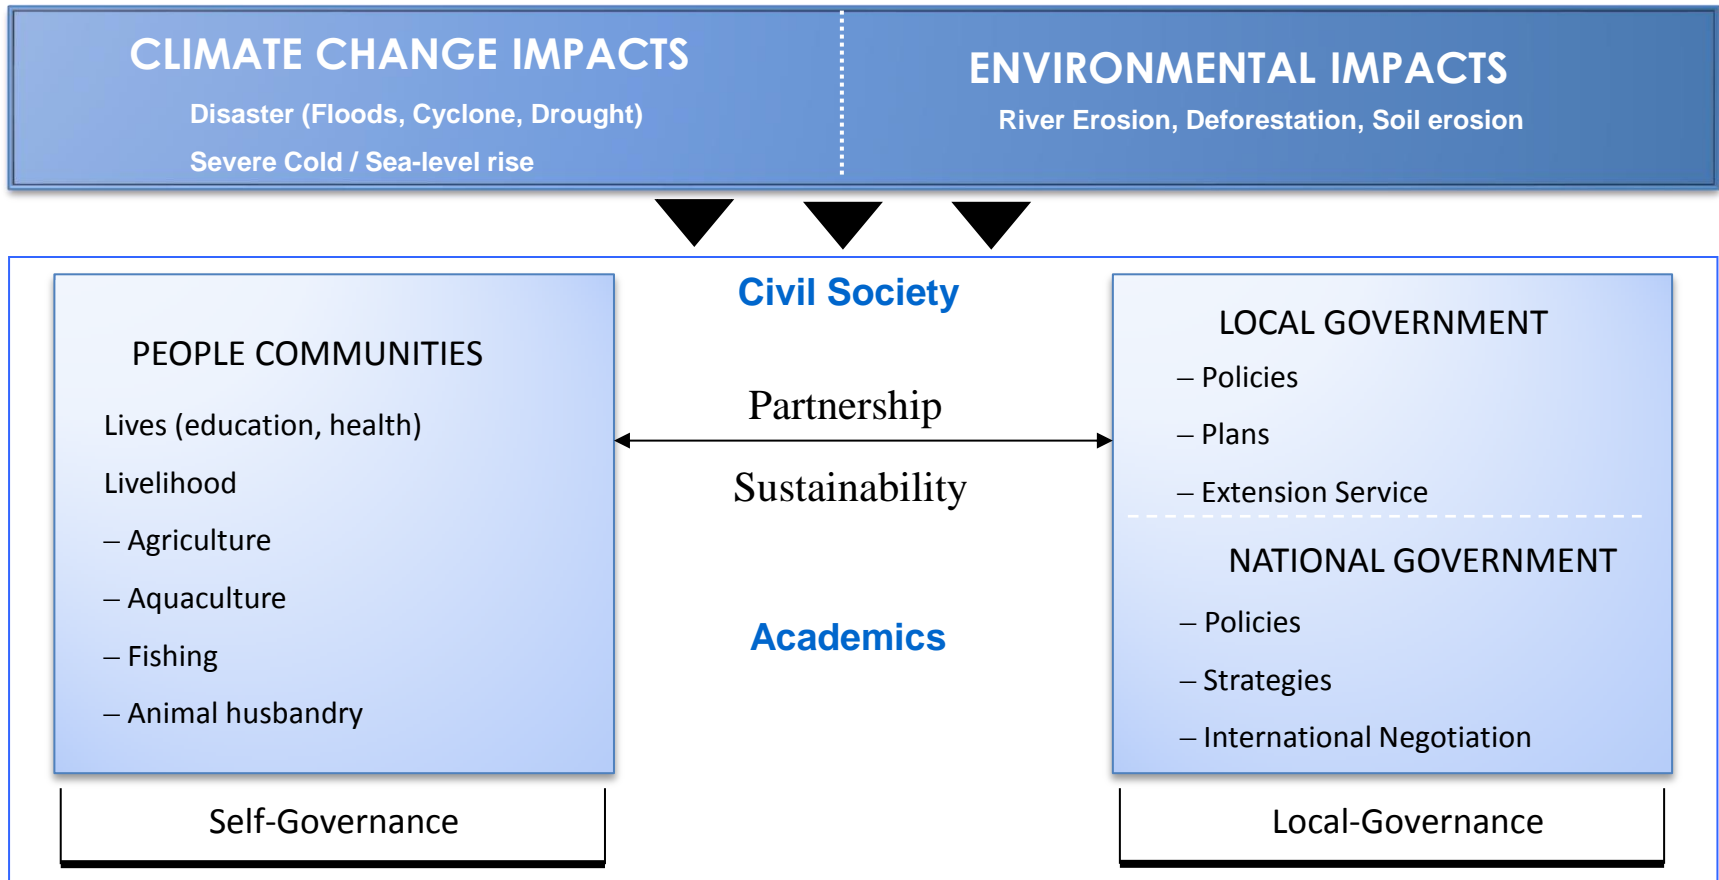 CLIMATE CHANGE IMPACTS
Disaster (Floods, Cyclone, Drought)
Severe Cold / Sea-level rise
ENVIRONMENTAL IMPACTS
River Erosion, Deforestation, Soil erosion
PEOPLE COMMUNITIES
Lives (education, health)
Livelihood
– Agriculture
– Aquaculture
– Fishing
– Animal husbandry
Self-Governance
Civil Society
Partnership
Sustainability
Academics
LOCAL GOVERNMENT
– Policies
– Plans
– Extension Service
NATIONAL GOVERNMENT
– Policies
– Strategies
– International Negotiation
Local-Governance